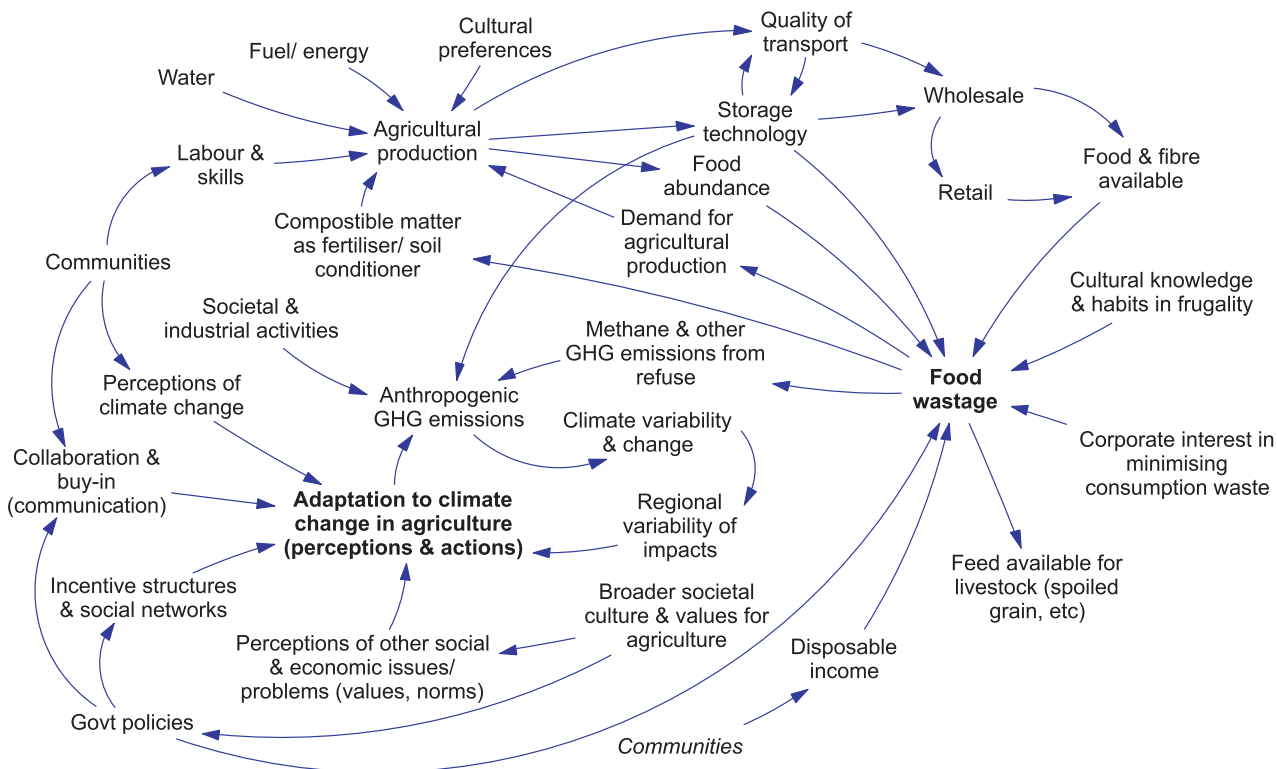 Quality of
transport
Cultural
preferences
Fuel/ energy
Water
Wholesale
Storage
technology
Agricultural
production
Labour &
skills
Food & fibre
available
Food
abundance
Retail
Compostible matter
as fertiliser/ soil
conditioner
Demand for
agricultural
production
Communities
Cultural knowledge
& habits in frugality
Societal &
industrial activities
Methane & other
GHG emissions from
refuse
Food
wastage
Perceptions of
climate change
Anthropogenic
GHG emissions
Climate variability
& change
Corporate interest in
minimising
consumption waste
Collaboration &
buy-in
(communication)
Adaptation to climate
change in agriculture
(perceptions & actions)
Regional
variability of
impacts
Feed available for
livestock (spoiled
grain, etc)
Incentive structures
& social networks
Broader societal
culture & values for
agriculture
Perceptions of other social
& economic issues/
problems (values, norms)
Disposable
income
Govt policies
Communities